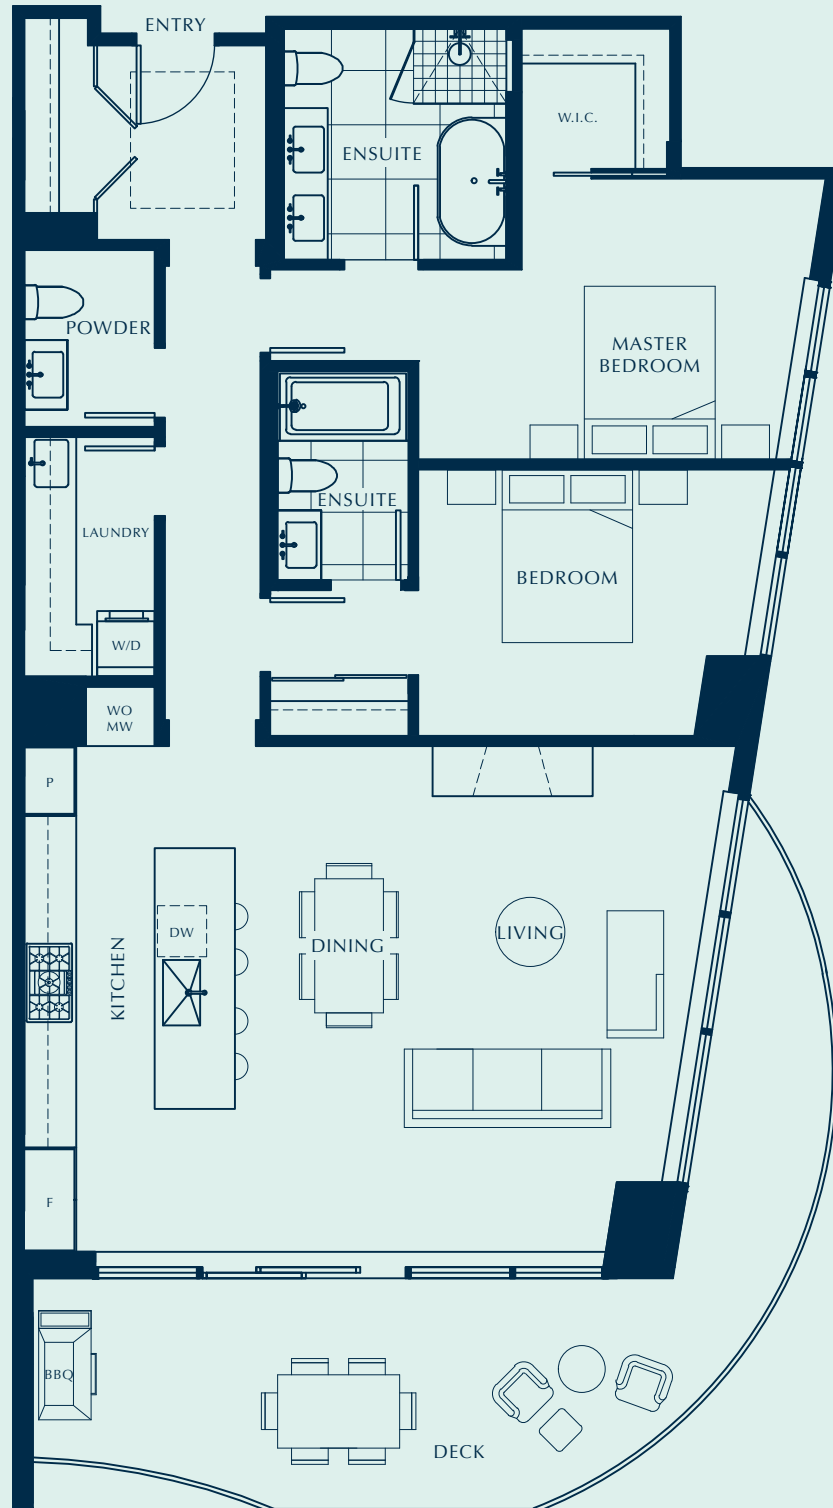 ENTRY
W.I.C.
ENSUITE
POWDER
MASTER
BEDROOM
ENSUITE
LAUNDRY
BEDROOM
W/D
WO
MW
P
DW
LIVING
DINING
KITCHEN
F
BBQ
DECK